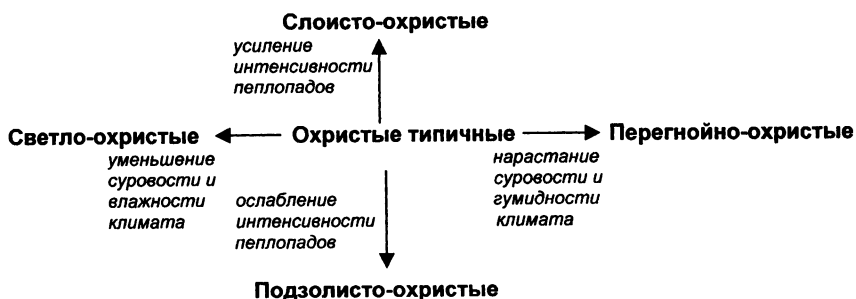 Слоисто-охристые
усиление
интенсивности
пеплопадов
Светло-охристые
Охристые типичные
Перегнойно-охристые
уменьшение
суровости и
влажности
климата
ослабление
интенсивности
пеплопадов
нарастание
суровости и
гумидности
климата
Подзолисто-охристые